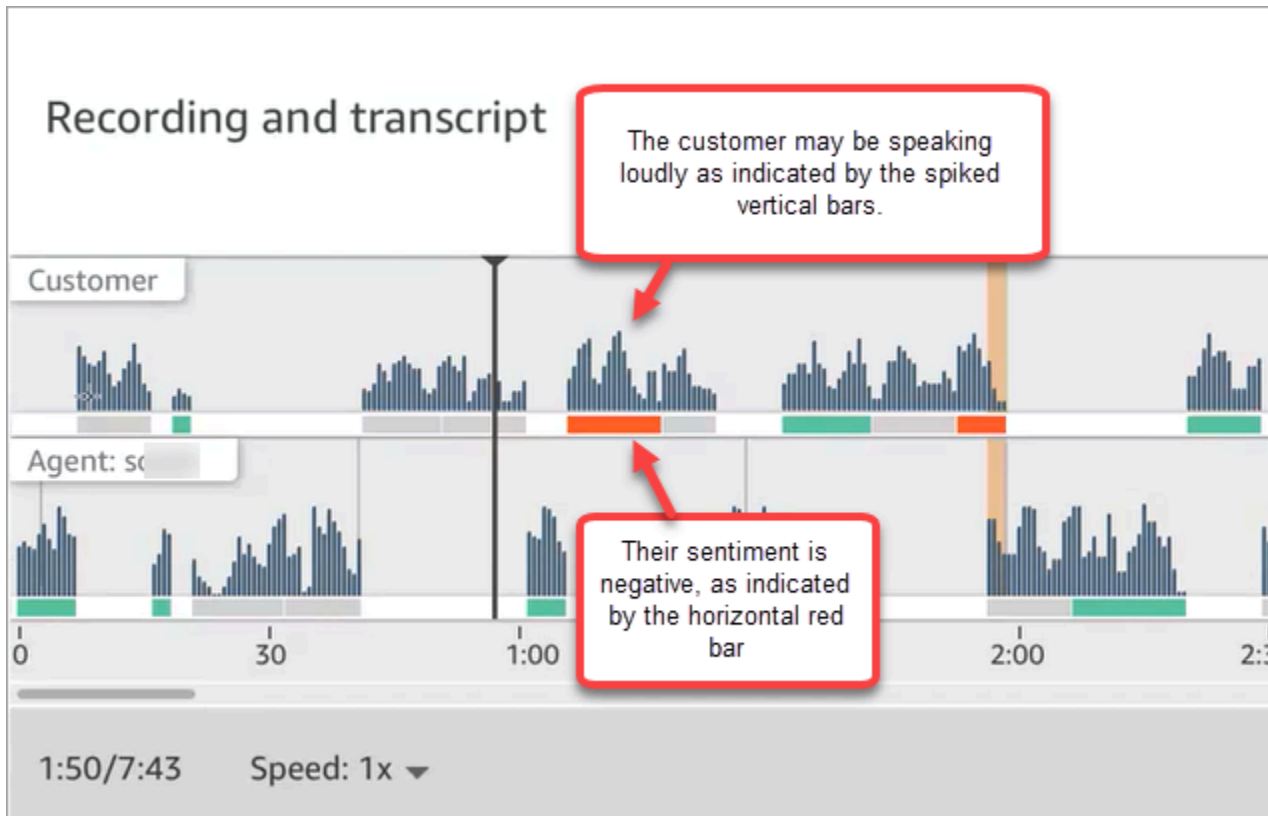 Recording and transcript
The customer may be speaking
loudly as indicated by the spiked
vertical bars.
Customer
Agent:
Their sentiment is
negative, as indicated
by the horizontal red
bar
0 30 1:00 2:00
1:50/7:43 Speed: 1x